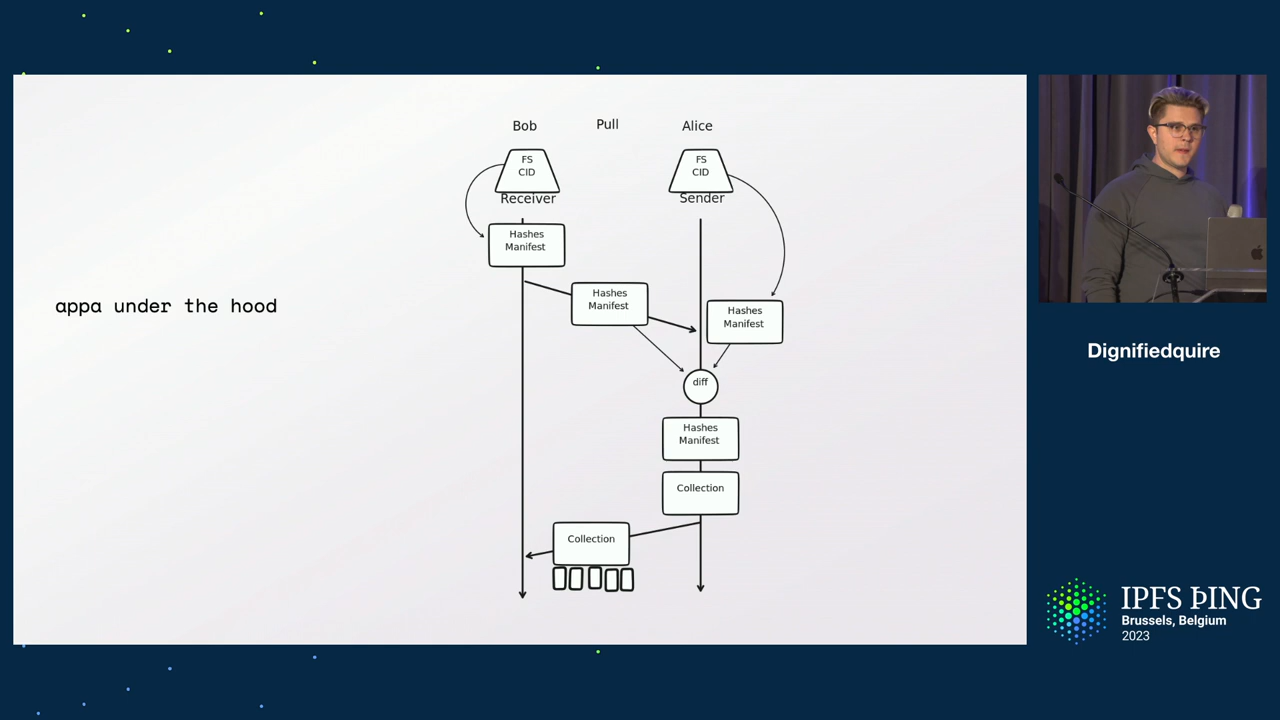 appa under the hood
Bob
Pull
Alice
FS
CID
Receiver
FS
CID
Sender
Hashes
Manifest
Hashes
Manifest
Hashes
Manifest
diff
Hashes
Manifest
Collection
Collection
Dignifiedquire
IPFS ÞING
Brussels, Belgium
2023